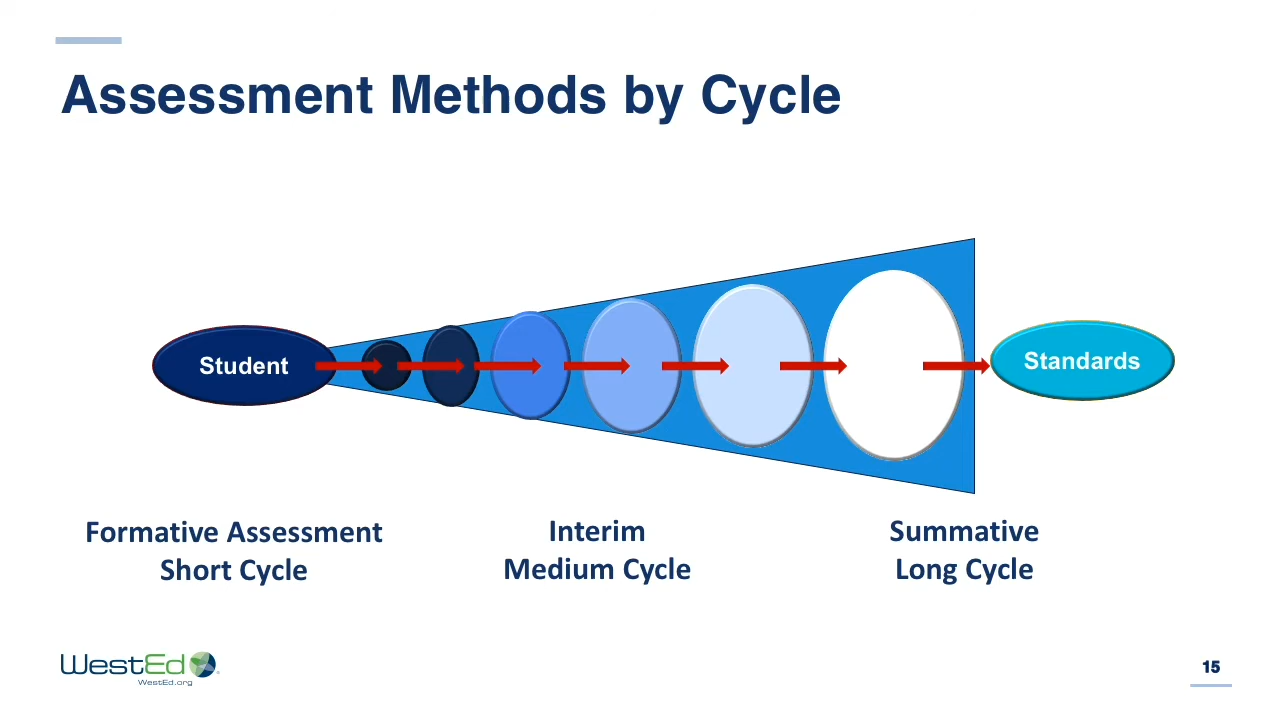 Assessment Methods by Cycle
Student
Standards
Formative Assessment
Short Cycle
Interim
Medium Cycle
Summative
Long Cycle
WestEd
WestEd.org
15